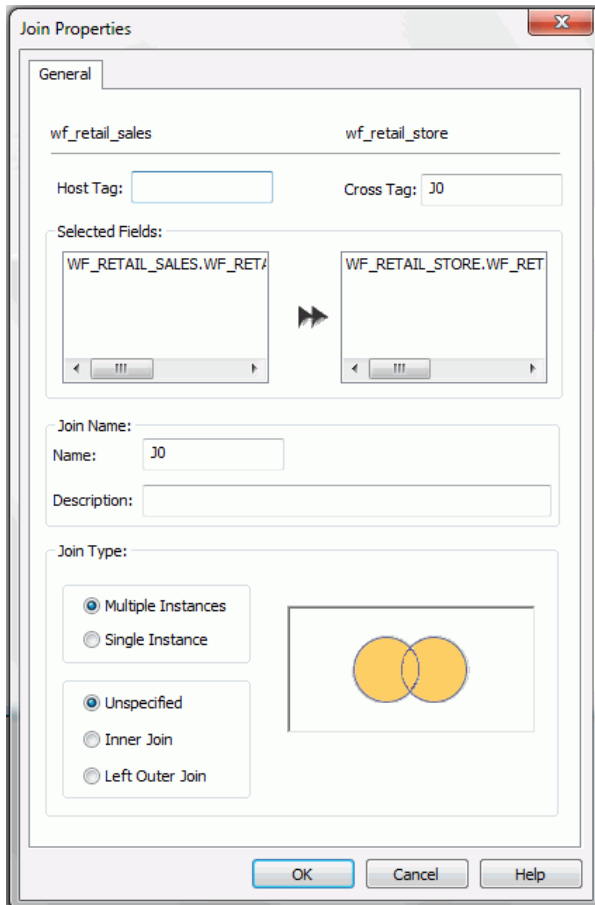 Join Properties
General
wf_retail_sales wf_retail_store
Host Tag: Cross Tag: J0
Selected Fields:
WF_RETAIL_SALES.WF_RETA WF_RETAIL_STORE.WF_RET
Join Name:
Name: J0
Description:
Join Type:
Multiple Instances
Single Instance
Unspecified
Inner Join
Left Outer Join
OK Cancel Help